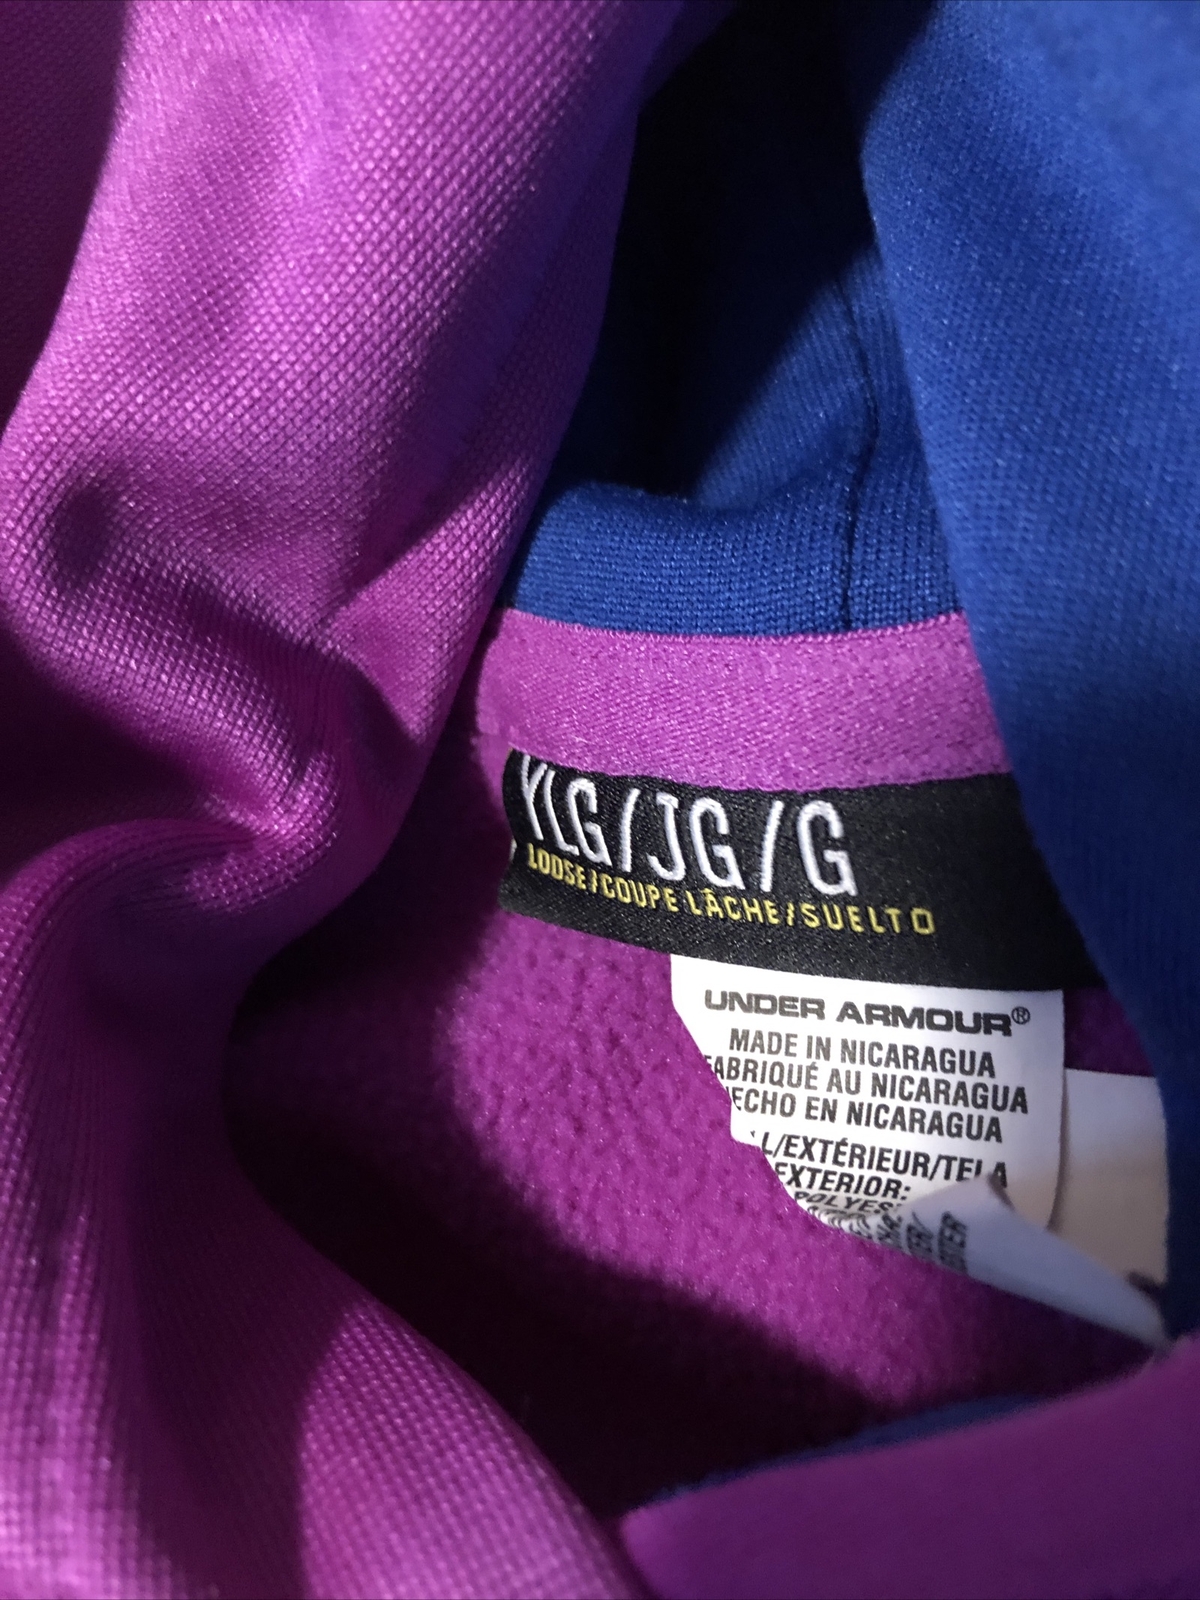 YLG/JG/G
LOOSE/COUPE LÂCHE/SUELTO
UNDER ARMOUR®
MADE IN NICARAGUA
FABRIQUÉ AU NICARAGUA
HECHO EN NICARAGUA
L/EXTÉRIEUR/TELA
EXTERIOR: